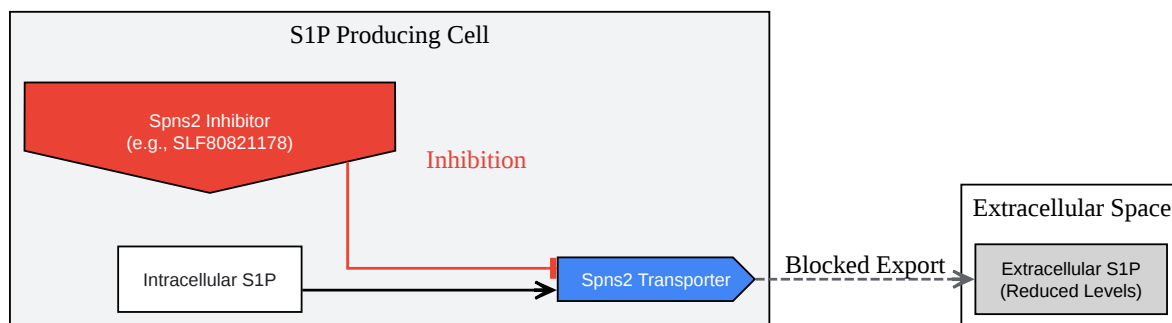 S1P Producing Cell
Spns2 Inhibitor
(e.g., SLF80821178)
Inhibition
Intracellular S1P
Spns2 Transporter
Blocked Export
Extracellular Space
Extracellular S1P
(Reduced Levels)